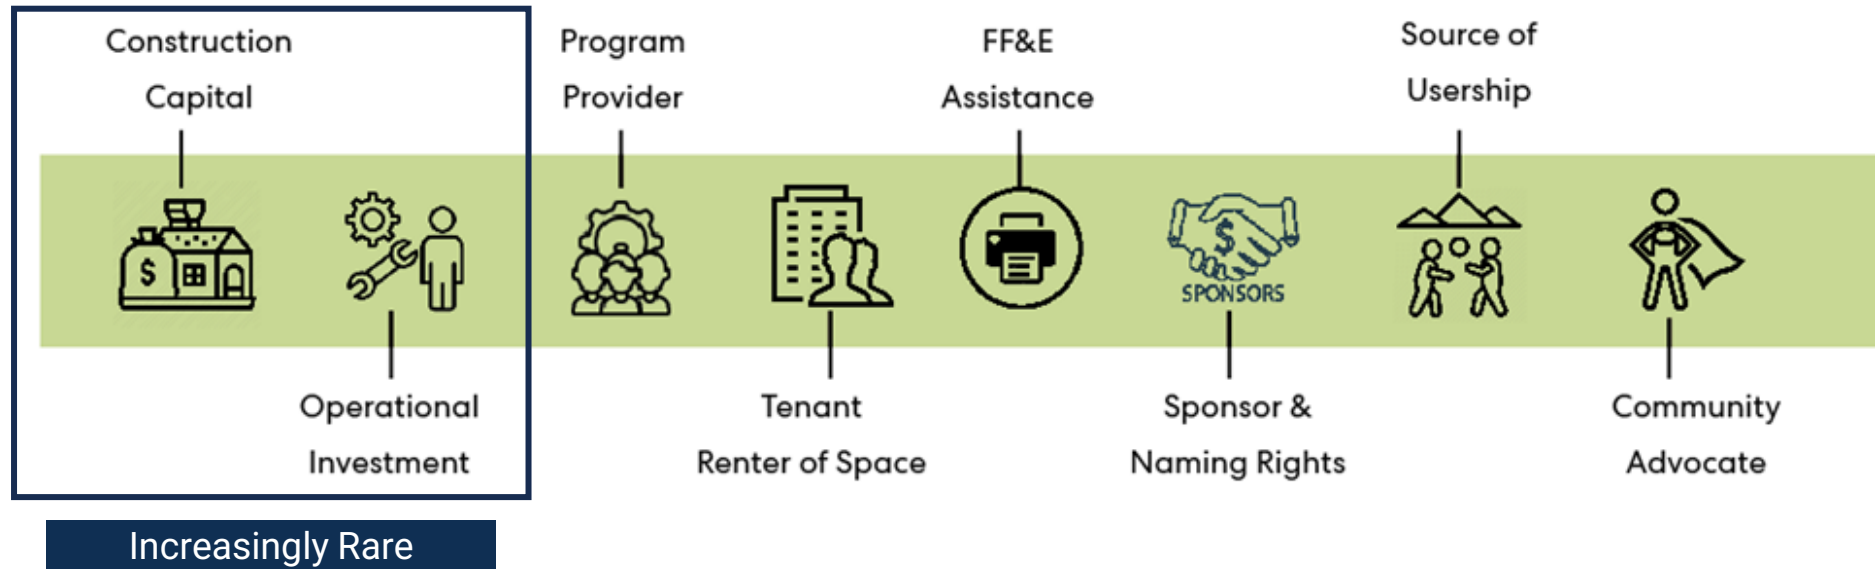 Construction
Capital
Operational
Investment
Program
Provider
Tenant
Renter of Space
FF&E
Assistance
$
SPONSORS
Sponsor &
Naming Rights
Source of
Usership
Community
Advocate
$
Increasingly Rare